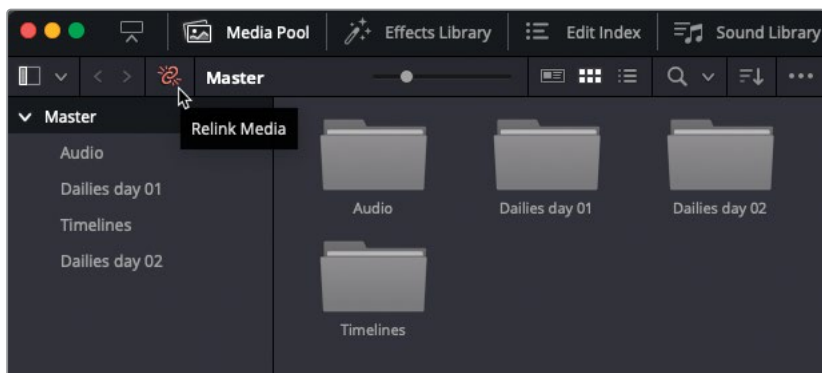 Media Pool Effects Library Edit Index Sound Library
Master
Relink Media
Master
Audio
Dailies day 01
Timelines
Dailies day 02
Audio Dailies day 01 Dailies day 02
Timelines